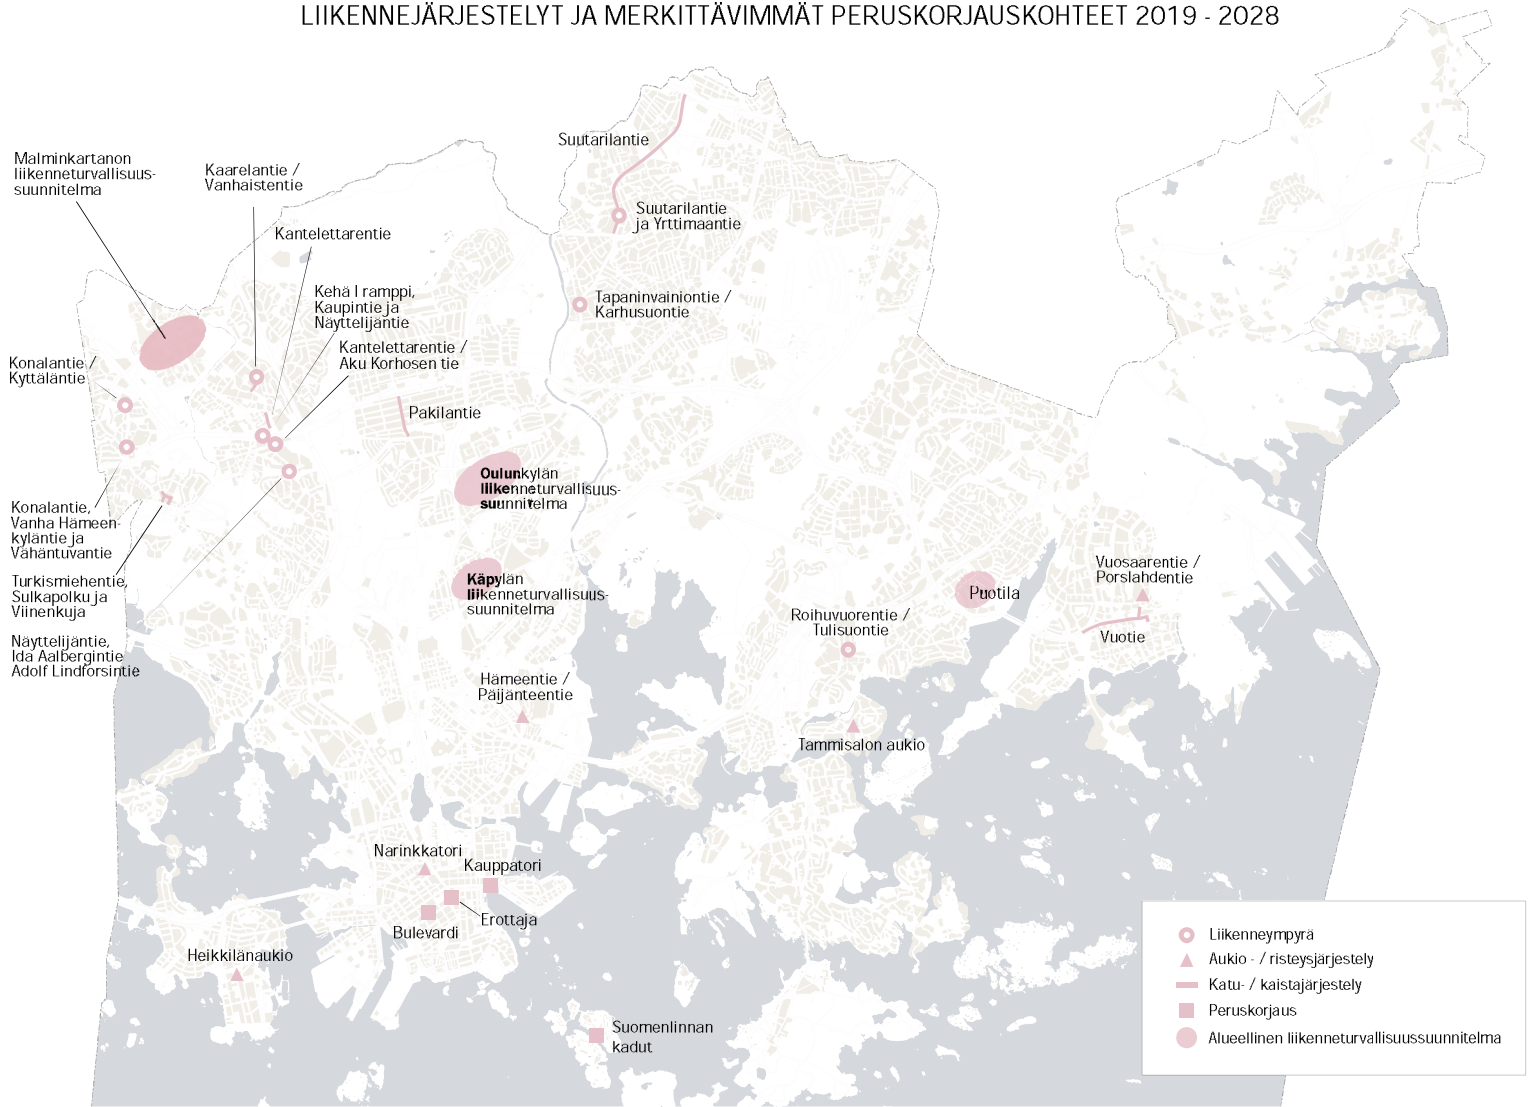 LIIKENNEJÄRJESTELYT JA MERKITTÄVIMMÄT PERUSKORJAUSKOHTEET 2019 - 2028
Suutarilantie
Malminkartanon
liikenneturvallisuus-
suunnitelma
Kaarelantie /
Vanhaistentie
Suutarilantie
ja Yrttimaantie
Kantelettarentie
Kehä I ramppi,
Kaupintie ja
Näyttelijäntie
Tapaninvainiontie /
Karhusuontie
Kantelettarentie /
Aku Korhosen tie
Konalantie /
Kyttäläntie
Pakilantie
Oulunkylän
liikenneturvallisuus-
suunnitelma
Konalantie,
Vanha Hämeen-
kyläntie ja
Vähäntuvantie
Käpylän
liikenneturvallisuus-
suunnitelma
Turkismiehentie,
Sulkapolku ja
Viinenkuja
Näyttelijäntie,
Ida Aalbergintie
Adolf Lindforsintie
Vuosaarentie /
Porslahdentie
Puotila
Roihuvuorentie /
Tulisuontie
Vuotie
Hämeentie /
Päijänteentie
Tammisalon aukio
Narinkkatori
Kauppatori
Erottaja
Bulevardi
Heikkilänaukio
Suomenlinnan
kadut
Liikenneympyrä
Aukio - / risteysjärjestely
Katu- / kaistajärjestely
Peruskorjaus
Alueellinen liikenneturvallisuussuunnitelma